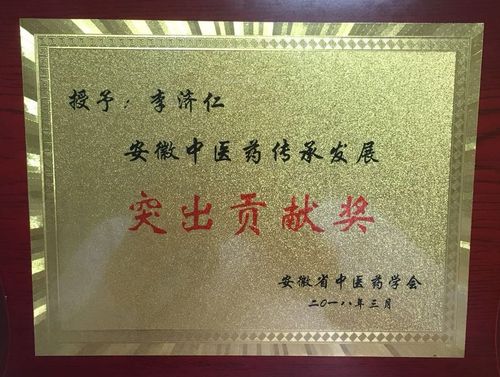 授予：李济仁
安徽中医药传承发展
突出贡献奖
安徽省中医药学会
二〇一八年三月